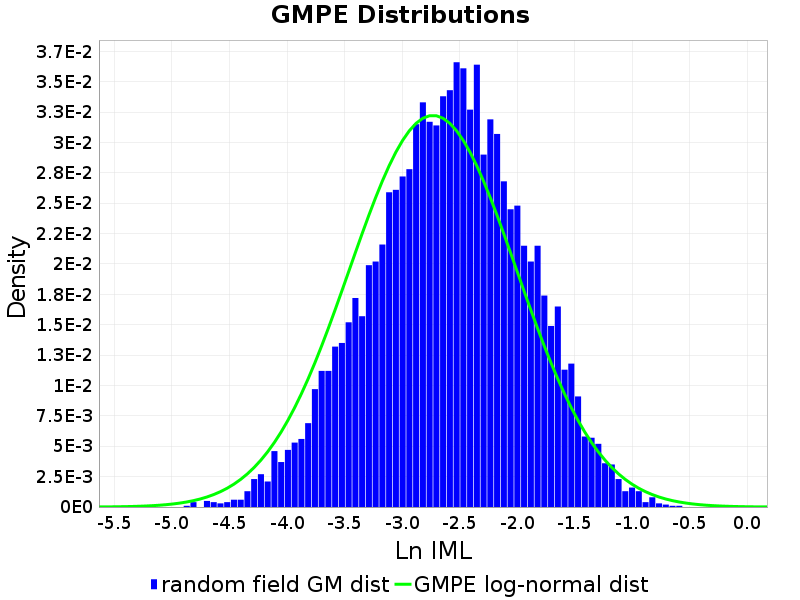 GMPE Distributions
3.7E-2
3.5E-2
3.3E-2
3E-2
2.8E-2
2.5E-2
2.2E-2
2E-2
1.8E-2
1.5E-2
1.3E-2
1E-2
7.5E-3
5E-3
2.5E-3
0E0
Density
-5.5 -5.0 -4.5 -4.0 -3.5 -3.0 -2.5 -2.0 -1.5 -1.0 -0.5 0.0
Ln IML
random field GM dist GMPE log-normal dist